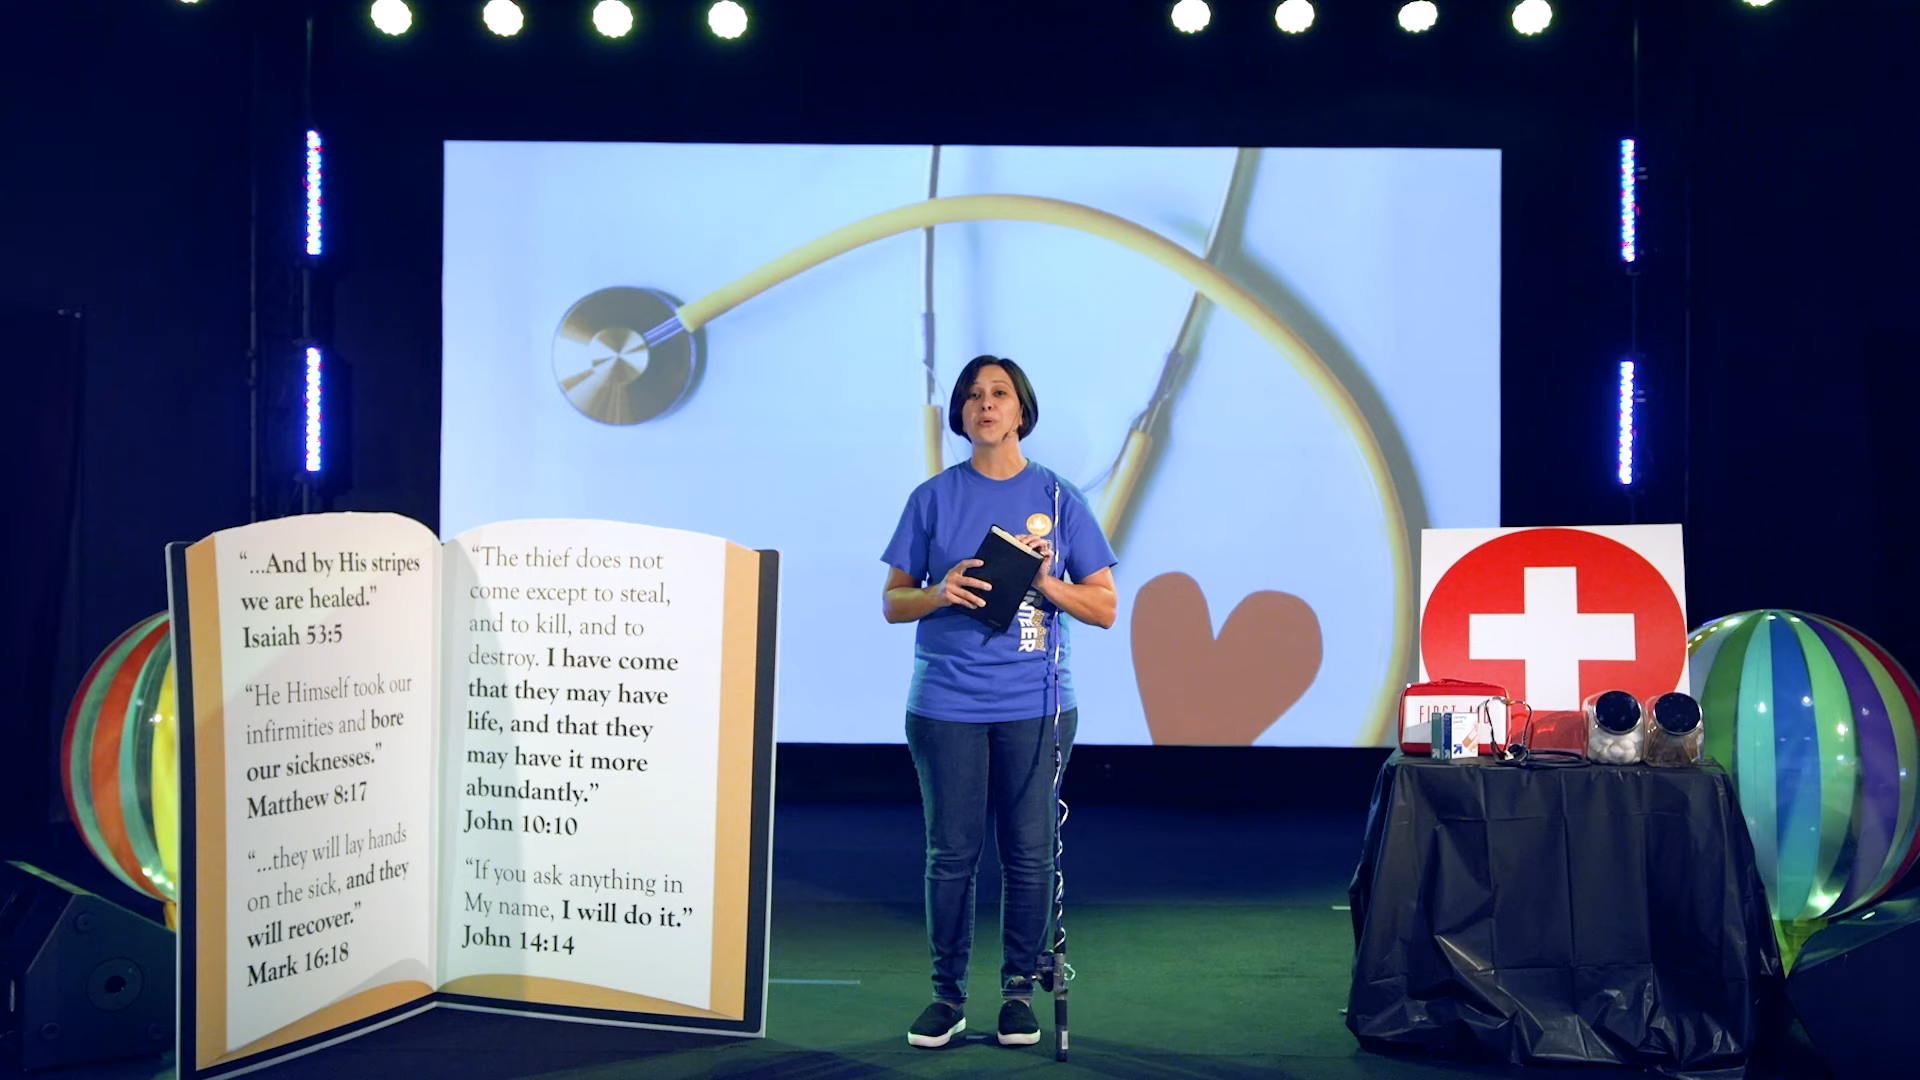 “...And by His stripes
we are healed.”
Isaiah 53:5
“He Himself took our
infirmities and bore
our sicknesses.”
Matthew 8:17
“...they will lay hands
on the sick, and they
will recover.”
Mark 16:18
“The thief does not
come except to steal,
and to kill, and to
destroy. I have come
that they may have
life, and that they
may have it more
abundantly.”
John 10:10
“If you ask anything in
My name, I will do it.”
John 14:14
FIRST AID